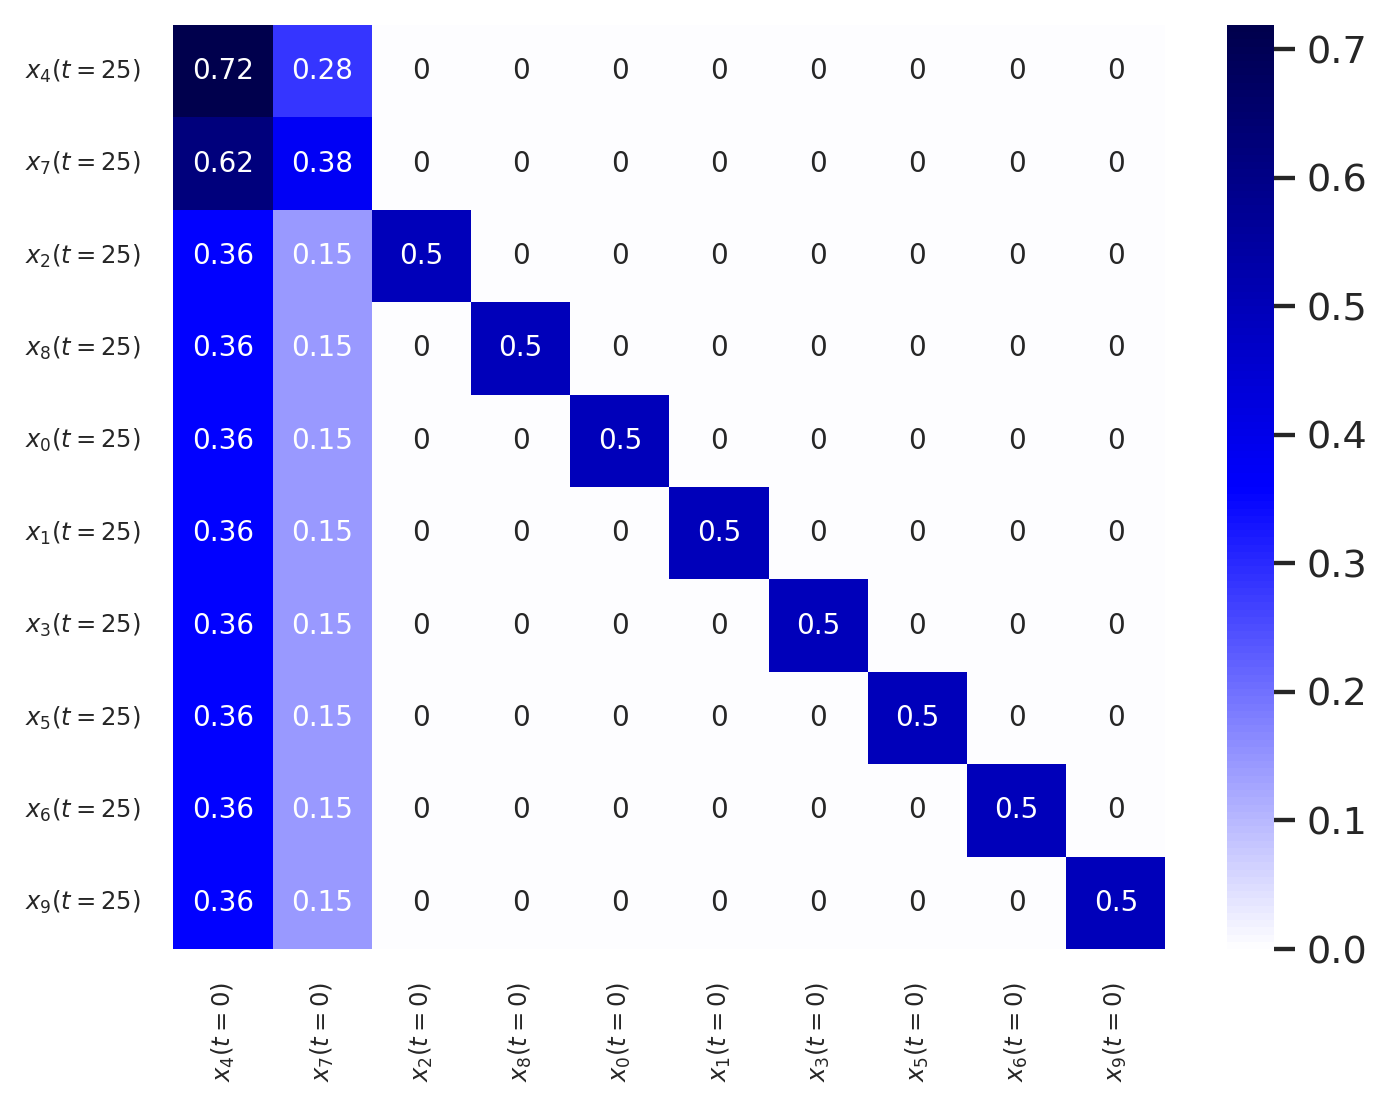 x₄(t = 25) 0.72 0.28 0 0 0 0 0 0 0 0
x₇(t = 25) 0.62 0.38 0 0 0 0 0 0 0 0
x₂(t = 25) 0.36 0.15 0.5 0 0 0 0 0 0 0
x₈(t = 25) 0.36 0.15 0 0.5 0 0 0 0 0 0
x₀(t = 25) 0.36 0.15 0 0 0.5 0 0 0 0 0
x₁(t = 25) 0.36 0.15 0 0 0 0.5 0 0 0 0
x₃(t = 25) 0.36 0.15 0 0 0 0 0.5 0 0 0
x₅(t = 25) 0.36 0.15 0 0 0 0 0 0.5 0 0
x₆(t = 25) 0.36 0.15 0 0 0 0 0 0 0.5 0
x₉(t = 25) 0.36 0.15 0 0 0 0 0 0 0 0.5
x₄(t = 0)
x₇(t = 0)
x₂(t = 0)
x₈(t = 0)
x₀(t = 0)
x₁(t = 0)
x₃(t = 0)
x₅(t = 0)
x₆(t = 0)
x₉(t = 0)
0.7
0.6
0.5
0.4
0.3
0.2
0.1
0.0